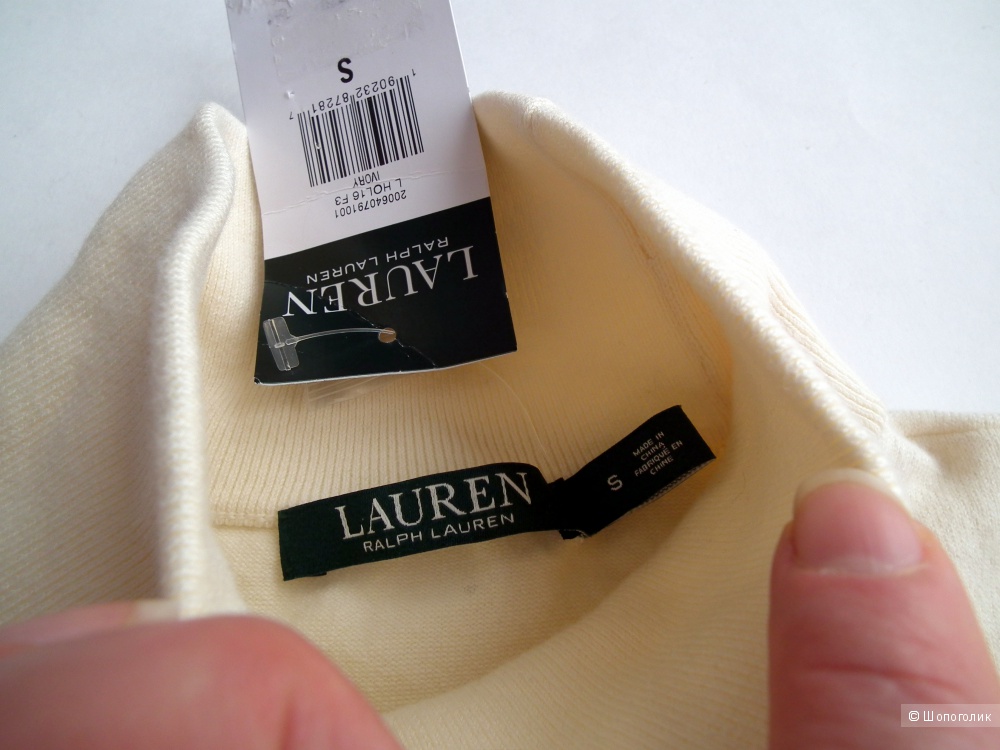 LAUREN
RALPH LAUREN
200640791001
L HOL16 F3
IVORY
1 90232 87281 7
S
LAUREN
RALPH LAUREN
S
MADE IN
CHINA
FABRIQUÉ EN
CHINE
© Шопоголик